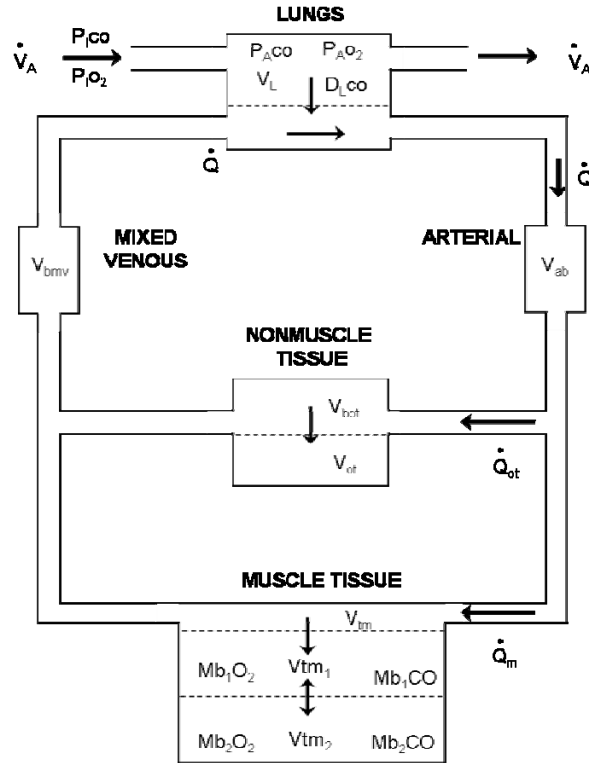 LUNGS
V̇A PIco PAco PAo₂ V̇A
PIo₂
VL DLco
Q̇
Q̇
MIXED
VENOUS
ARTERIAL
Vbmv
Vab
NONMUSCLE
TISSUE
Vbot
Vot
Q̇ot
MUSCLE TISSUE
Vtm
Q̇m
Mb₁O₂ Vtm₁ Mb₁CO
Mb₂O₂ Vtm₂ Mb₂CO